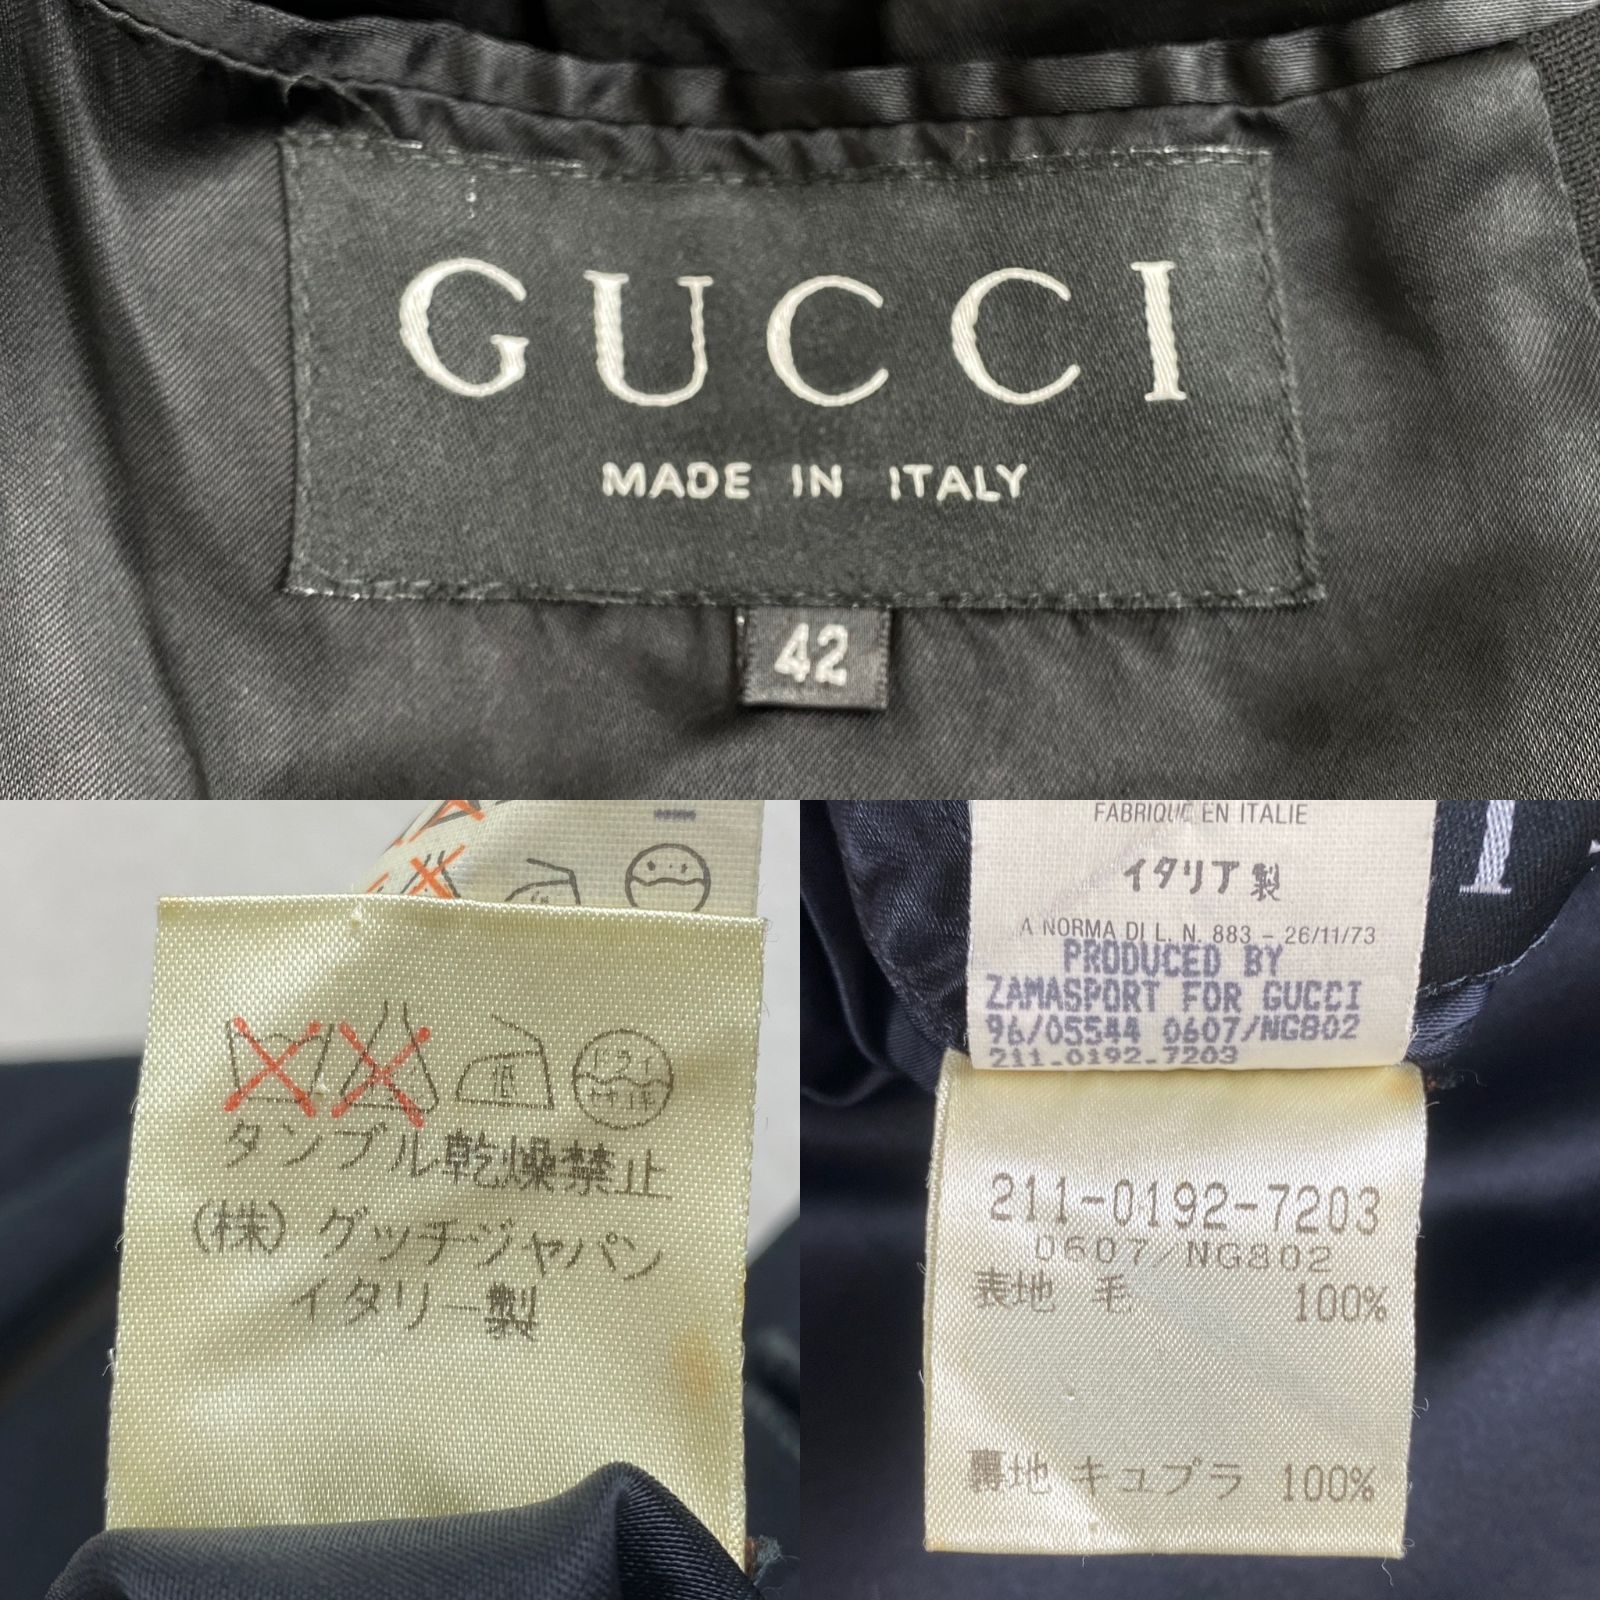 GUCCI
MADE IN ITALY
42
ドライ
タンブル乾燥禁止
(株)グッチジャパン
イタリー製
FABRIQUE EN ITALIE
イタリア製
A NORMA DI L. N. 883 - 26/11/73
PRODUCED BY
ZAMASPORT FOR GUCCI
96/05544 0607/NG802
211.0192.7203
211-0192-7203
0607/NG802
表地 毛 100%
裏地 キュプラ 100%